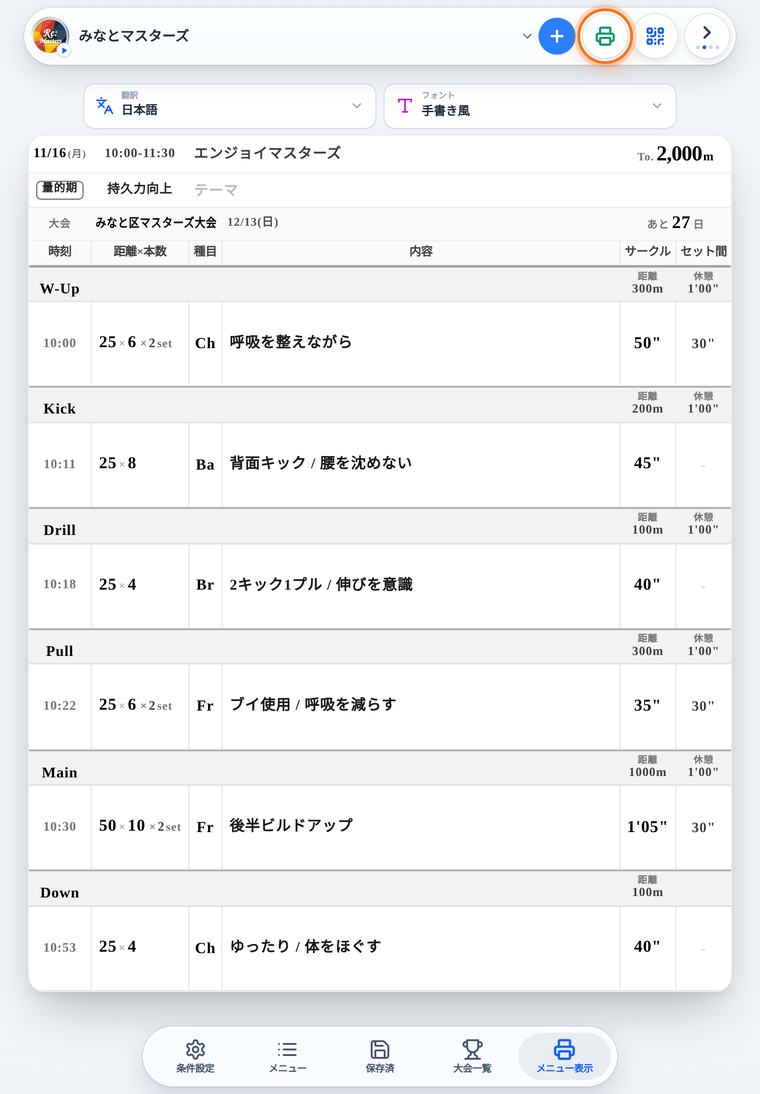 Re:
Masters
みなとマスターズ
翻訳
日本語
フォント
手書き風
11/16(月) 10:00-11:30 エンジョイマスターズ To. 2,000m
量的期 持久力向上 テーマ
大会 みなと区マスターズ大会 12/13(日) あと 27 日
時刻 距離×本数 種目 内容 サークル セット間
W-Up 距離 300m 休憩 1'00"
10:00 25×6×2set Ch 呼吸を整えながら 50" 30"
Kick 距離 200m 休憩 1'00"
10:11 25×8 Ba 背面キック / 腰を沈めない 45" -
Drill 距離 100m 休憩 1'00"
10:18 25×4 Br 2キック1プル / 伸びを意識 40" -
Pull 距離 300m 休憩 1'00"
10:22 25×6×2set Fr ブイ使用 / 呼吸を減らす 35" 30"
Main 距離 1000m 休憩 1'00"
10:30 50×10×2set Fr 後半ビルドアップ 1'05" 30"
Down 距離 100m
10:53 25×4 Ch ゆったり / 体をほぐす 40" -
条件設定 メニュー 保存済 大会一覧 メニュー表示